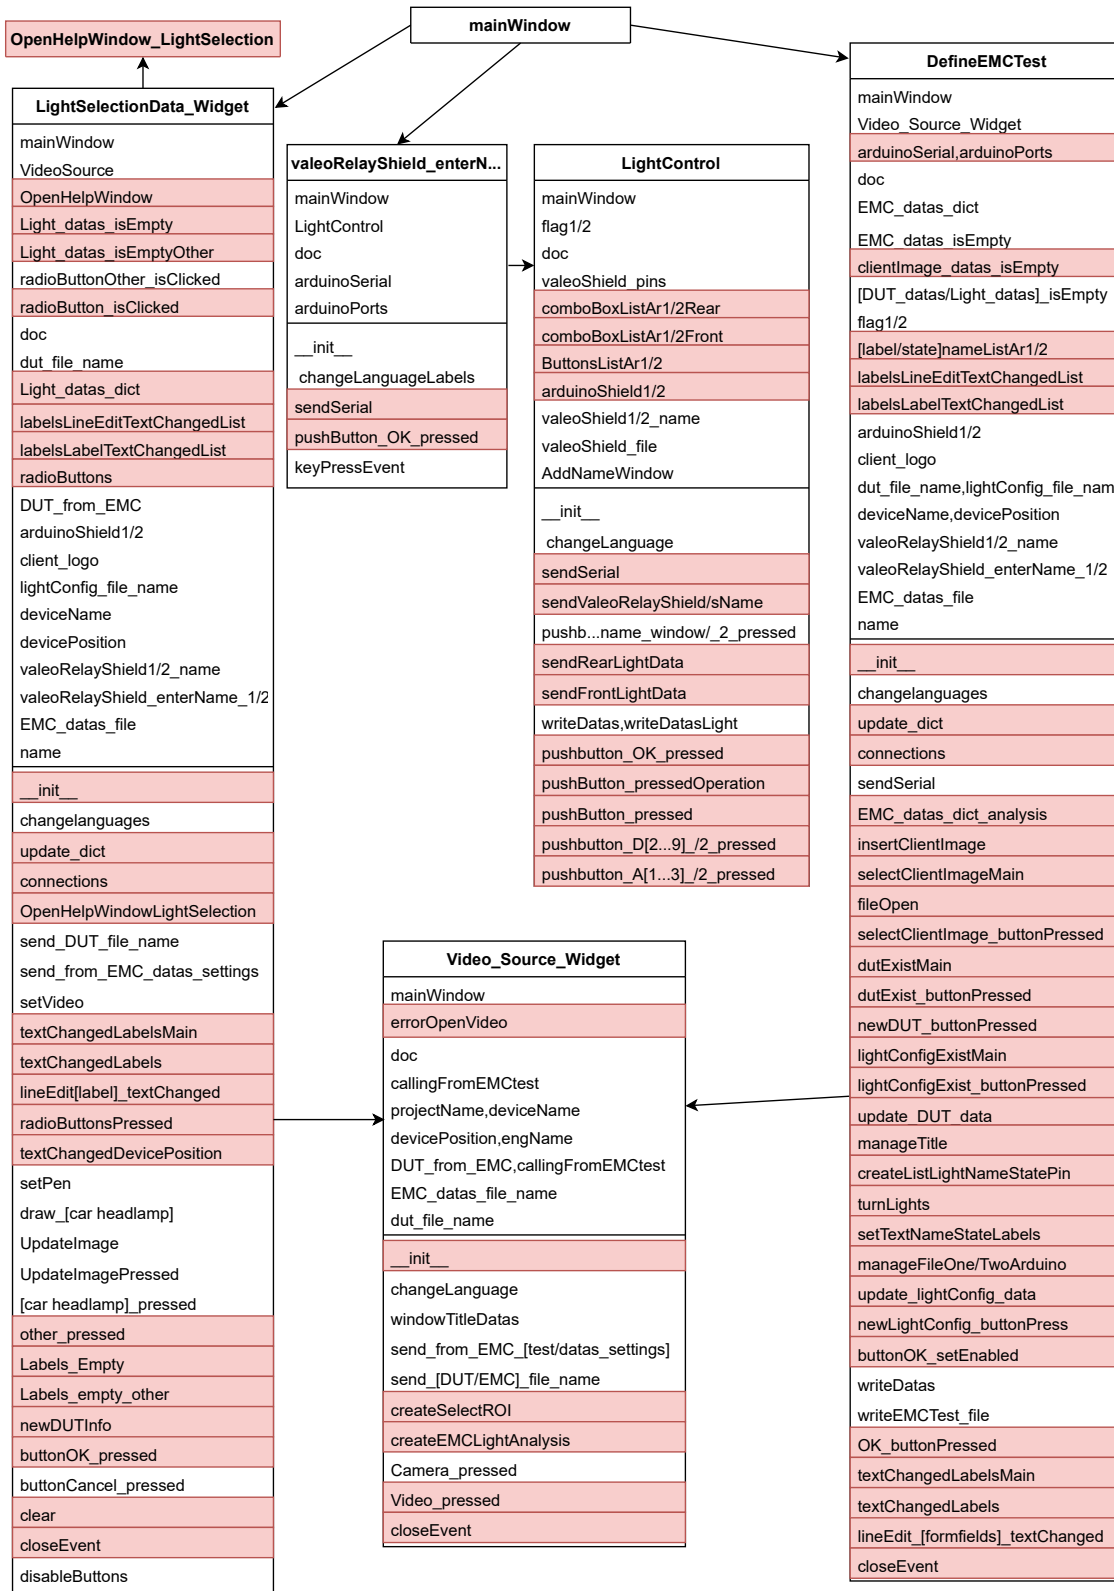 mainWindow
OpenHelpWindow_LightSelection
LightSelectionData_Widget
mainWindow
VideoSource
OpenHelpWindow
Light_datas_isEmpty
Light_datas_isEmptyOther
radioButtonOther_isClicked
radioButton_isClicked
doc
dut_file_name
Light_datas_dict
labelsLineEditTextChangedList
labelsLabelTextChangedList
radioButtons
DUT_from_EMC
arduinoShield1/2
client_logo
lightConfig_file_name
deviceName
devicePosition
valeoRelayShield1/2_name
valeoRelayShield_enterName_1/2
EMC_datas_file
name
__init__
changelanguages
update_dict
connections
OpenHelpWindowLightSelection
send_DUT_file_name
send_from_EMC_datas_settings
setVideo
textChangedLabelsMain
textChangedLabels
lineEdit[label]_textChanged
radioButtonsPressed
textChangedDevicePosition
setPen
draw_[car headlamp]
UpdateImage
UpdateImagePressed
[car headlamp]_pressed
other_pressed
Labels_Empty
Labels_empty_other
newDUTInfo
buttonOK_pressed
buttonCancel_pressed
clear
closeEvent
disableButtons
valeoRelayShield_enterN...
mainWindow
LightControl
doc
arduinoSerial
arduinoPorts
__init__
changeLanguageLabels
sendSerial
pushButton_OK_pressed
keyPressEvent
LightControl
mainWindow
flag1/2
doc
valeoShield_pins
comboBoxListAr1/2Rear
comboBoxListAr1/2Front
ButtonsListAr1/2
arduinoShield1/2
valeoShield1/2_name
valeoShield_file
AddNameWindow
__init__
changeLanguage
sendSerial
sendValeoRelayShield/sName
pushb...name_window/_2_pressed
sendRearLightData
sendFrontLightData
writeDatas,writeDatasLight
pushbutton_OK_pressed
pushButton_pressedOperation
pushButton_pressed
pushbutton_D[2...9]_/2_pressed
pushbutton_A[1...3]_/2_pressed
Video_Source_Widget
mainWindow
errorOpenVideo
doc
callingFromEMCtest
projectName,deviceName
devicePosition,engName
DUT_from_EMC,callingFromEMCtest
EMC_datas_file_name
dut_file_name
__init__
changeLanguage
windowTitleDatas
send_from_EMC_[test/datas_settings]
send_[DUT/EMC]_file_name
createSelectROI
createEMCLightAnalysis
Camera_pressed
Video_pressed
closeEvent
DefineEMCTest
mainWindow
Video_Source_Widget
arduinoSerial,arduinoPorts
doc
EMC_datas_dict
EMC_datas_isEmpty
clientImage_datas_isEmpty
[DUT_datas/Light_datas]_isEmpty
flag1/2
[label/state]nameListAr1/2
labelsLineEditTextChangedList
labelsLabelTextChangedList
arduinoShield1/2
client_logo
dut_file_name,lightConfig_file_nam
deviceName,devicePosition
valeoRelayShield1/2_name
valeoRelayShield_enterName_1/2
EMC_datas_file
name
__init__
changelanguages
update_dict
connections
sendSerial
EMC_datas_dict_analysis
insertClientImage
selectClientImageMain
fileOpen
selectClientImage_buttonPressed
dutExistMain
dutExist_buttonPressed
newDUT_buttonPressed
lightConfigExistMain
lightConfigExist_buttonPressed
update_DUT_data
manageTitle
createListLightNameStatePin
turnLights
setTextNameStateLabels
manageFileOne/TwoArduino
update_lightConfig_data
newLightConfig_buttonPress
buttonOK_setEnabled
writeDatas
writeEMCTest_file
OK_buttonPressed
textChangedLabelsMain
textChangedLabels
lineEdit_[formfields]_textChanged
closeEvent